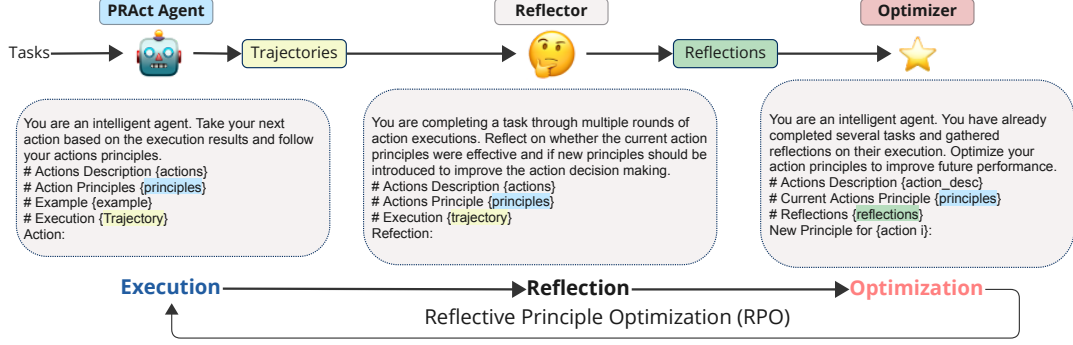 PRAct Agent
Reflector
Optimizer
Tasks
Trajectories
Reflections
You are an intelligent agent. Take your next
action based on the execution results and follow
your actions principles.
# Actions Description {actions}
# Action Principles {principles}
# Example {example}
# Execution {Trajectory}
Action:
You are completing a task through multiple rounds of
action executions. Reflect on whether the current action
principles were effective and if new principles should be
introduced to improve the action decision making.
# Actions Description {actions}
# Actions Principle {principles}
# Execution {trajectory}
Refection:
You are an intelligent agent. You have already
completed several tasks and gathered
reflections on their execution. Optimize your
action principles to improve future performance.
# Actions Description {action_desc}
# Current Actions Principle {principles}
# Reflections {reflections}
New Principle for {action i}:
Execution
Reflection
Optimization
Reflective Principle Optimization (RPO)